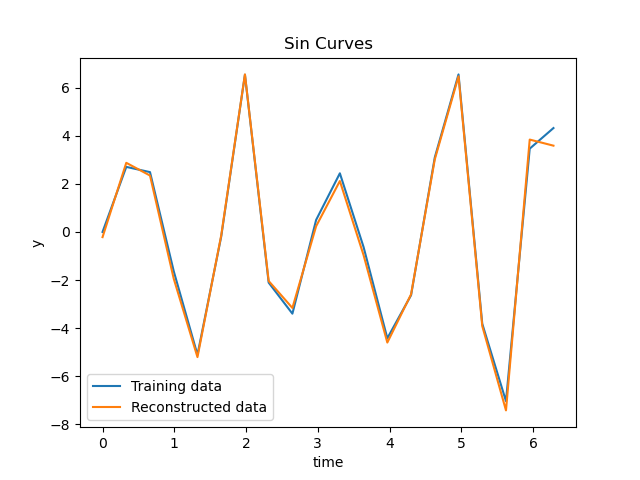 Sin Curves
y
6
4
2
0
−2
−4
−6
−8
Training data
Reconstructed data
0 1 2 3 4 5 6
time